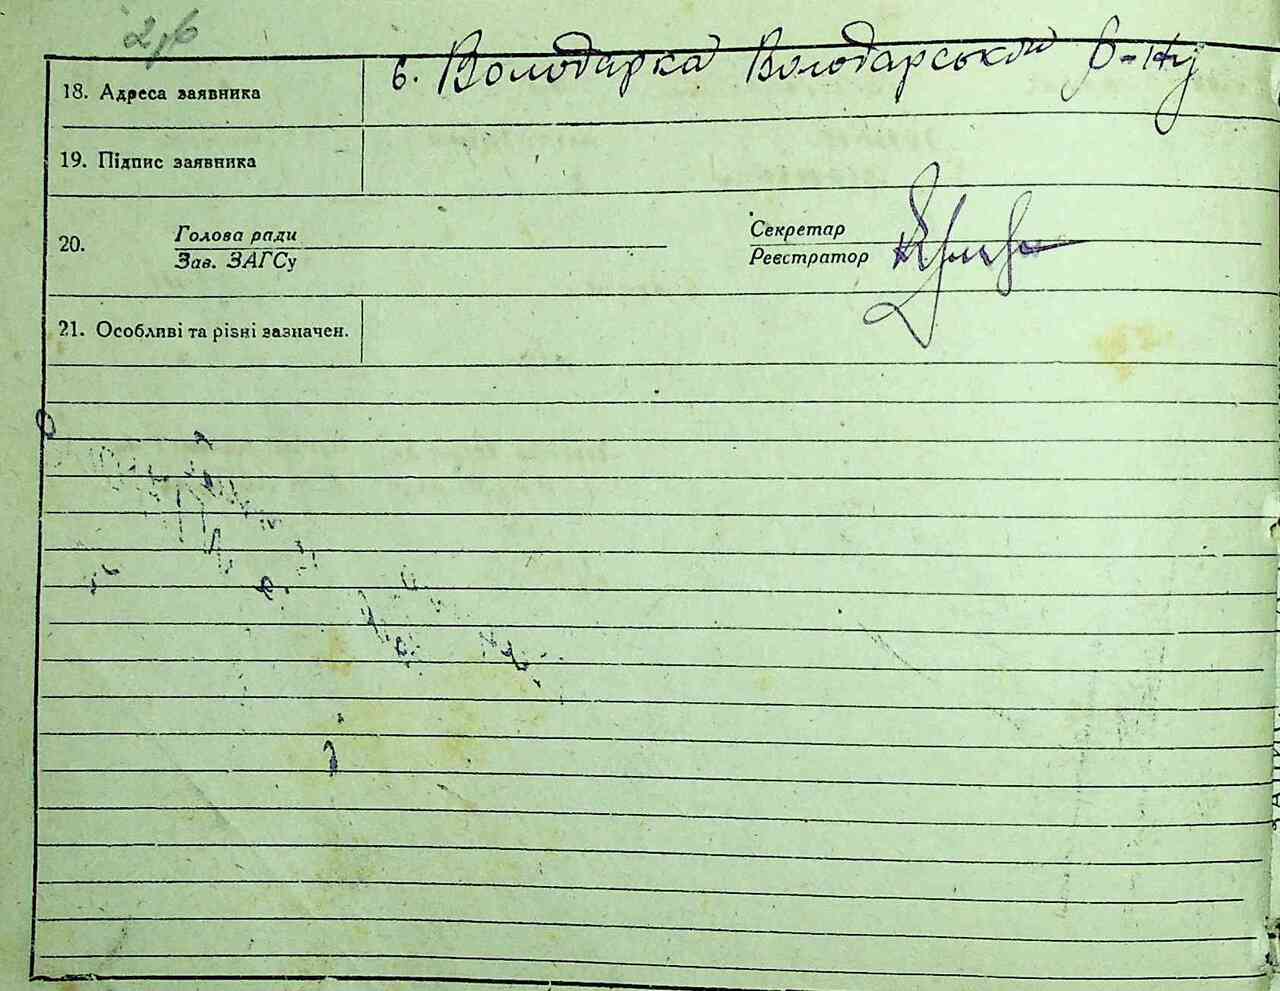 2,6
18. Адреса заявника
с. Володарка Володарський р-ну
19. Підпис заявника
20.
Голова ради
Зав. ЗАГСу
Секретар
Реєстратор
21. Особливі та різні зазначен.